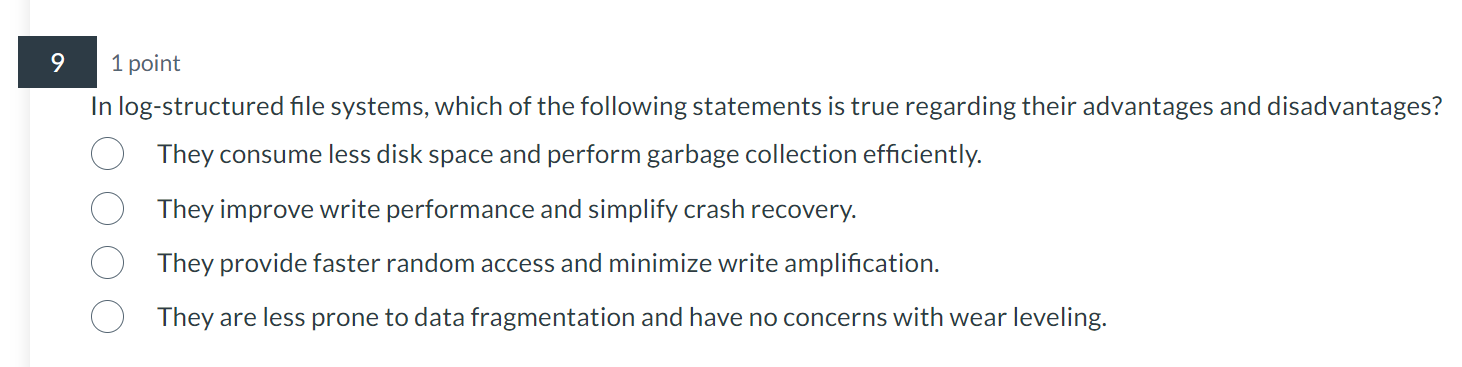 9 1 point
In log-structured file systems, which of the following statements is true regarding their advantages and disadvantages?
They consume less disk space and perform garbage collection efficiently.
They improve write performance and simplify crash recovery.
They provide faster random access and minimize write amplification.
They are less prone to data fragmentation and have no concerns with wear leveling.